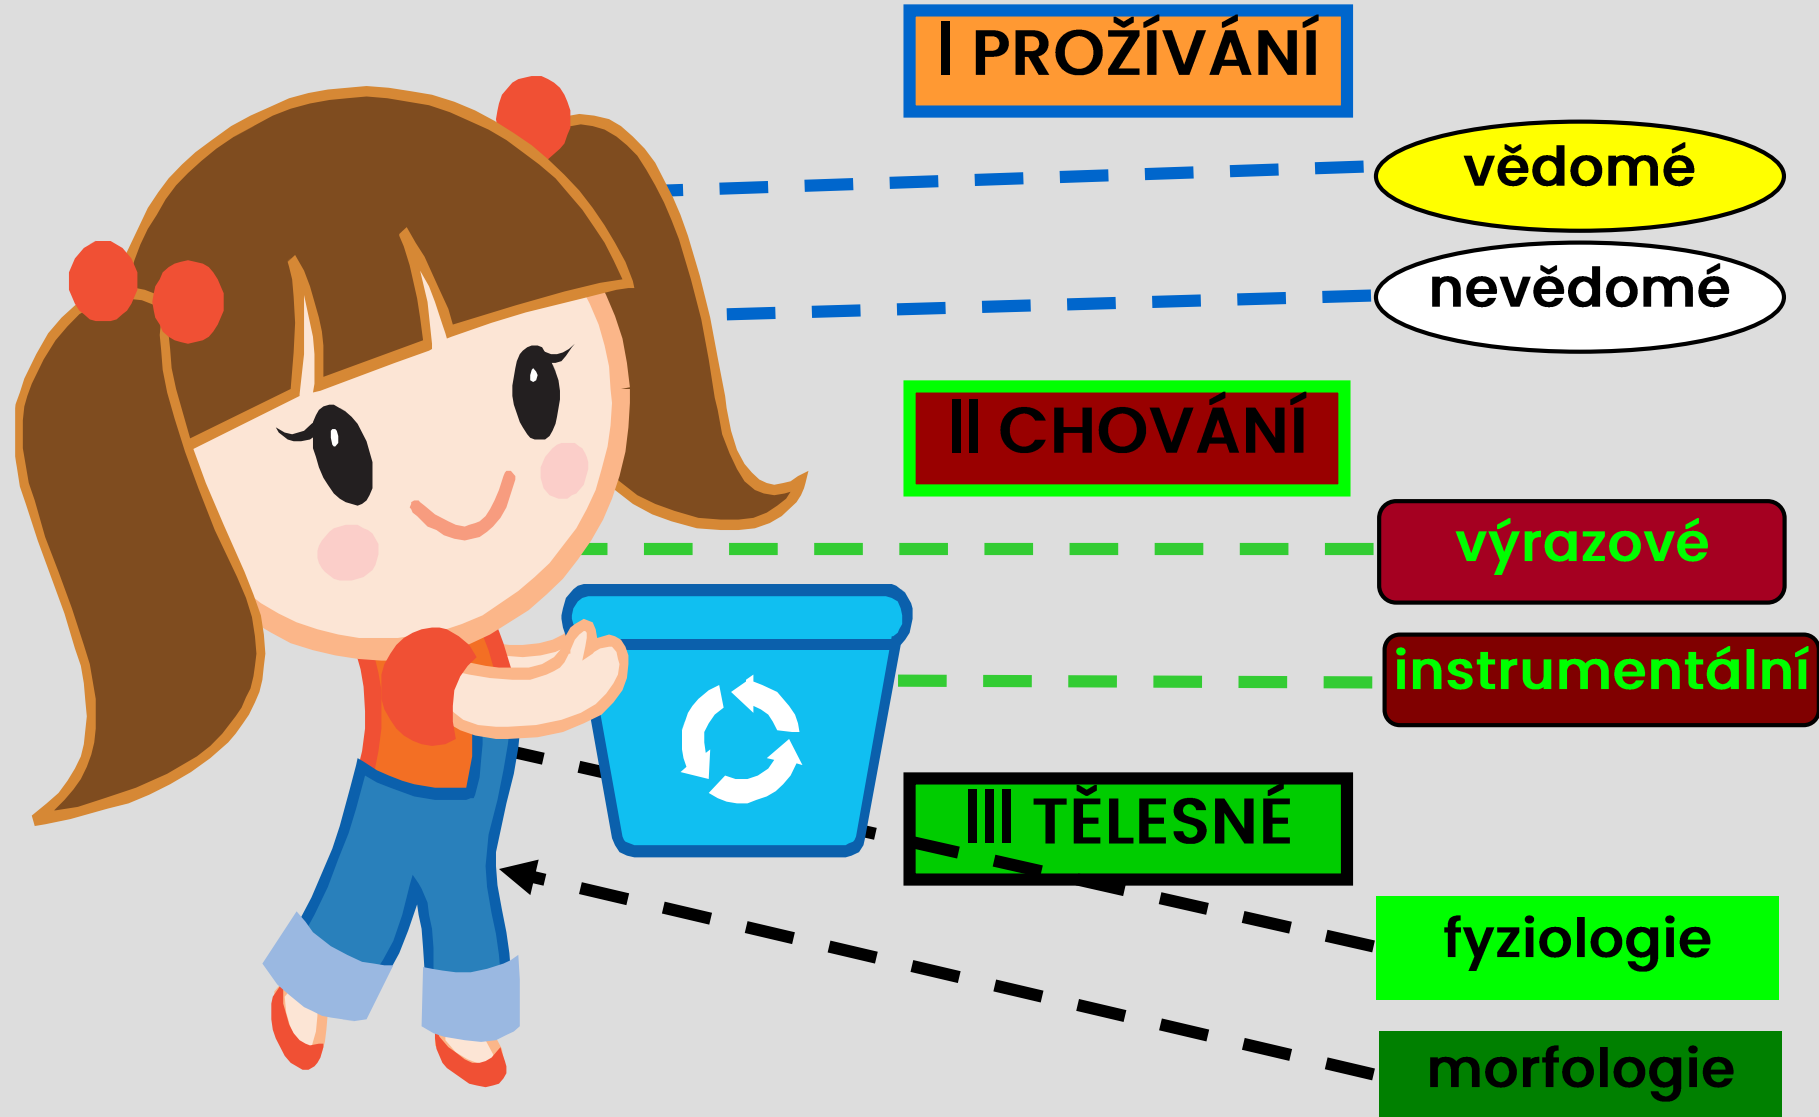 I PROŽÍVÁNÍ
vědomé
nevědomé
II CHOVÁNÍ
výrazové
instrumentální
III TĚLESNÉ
fyziologie
morfologie